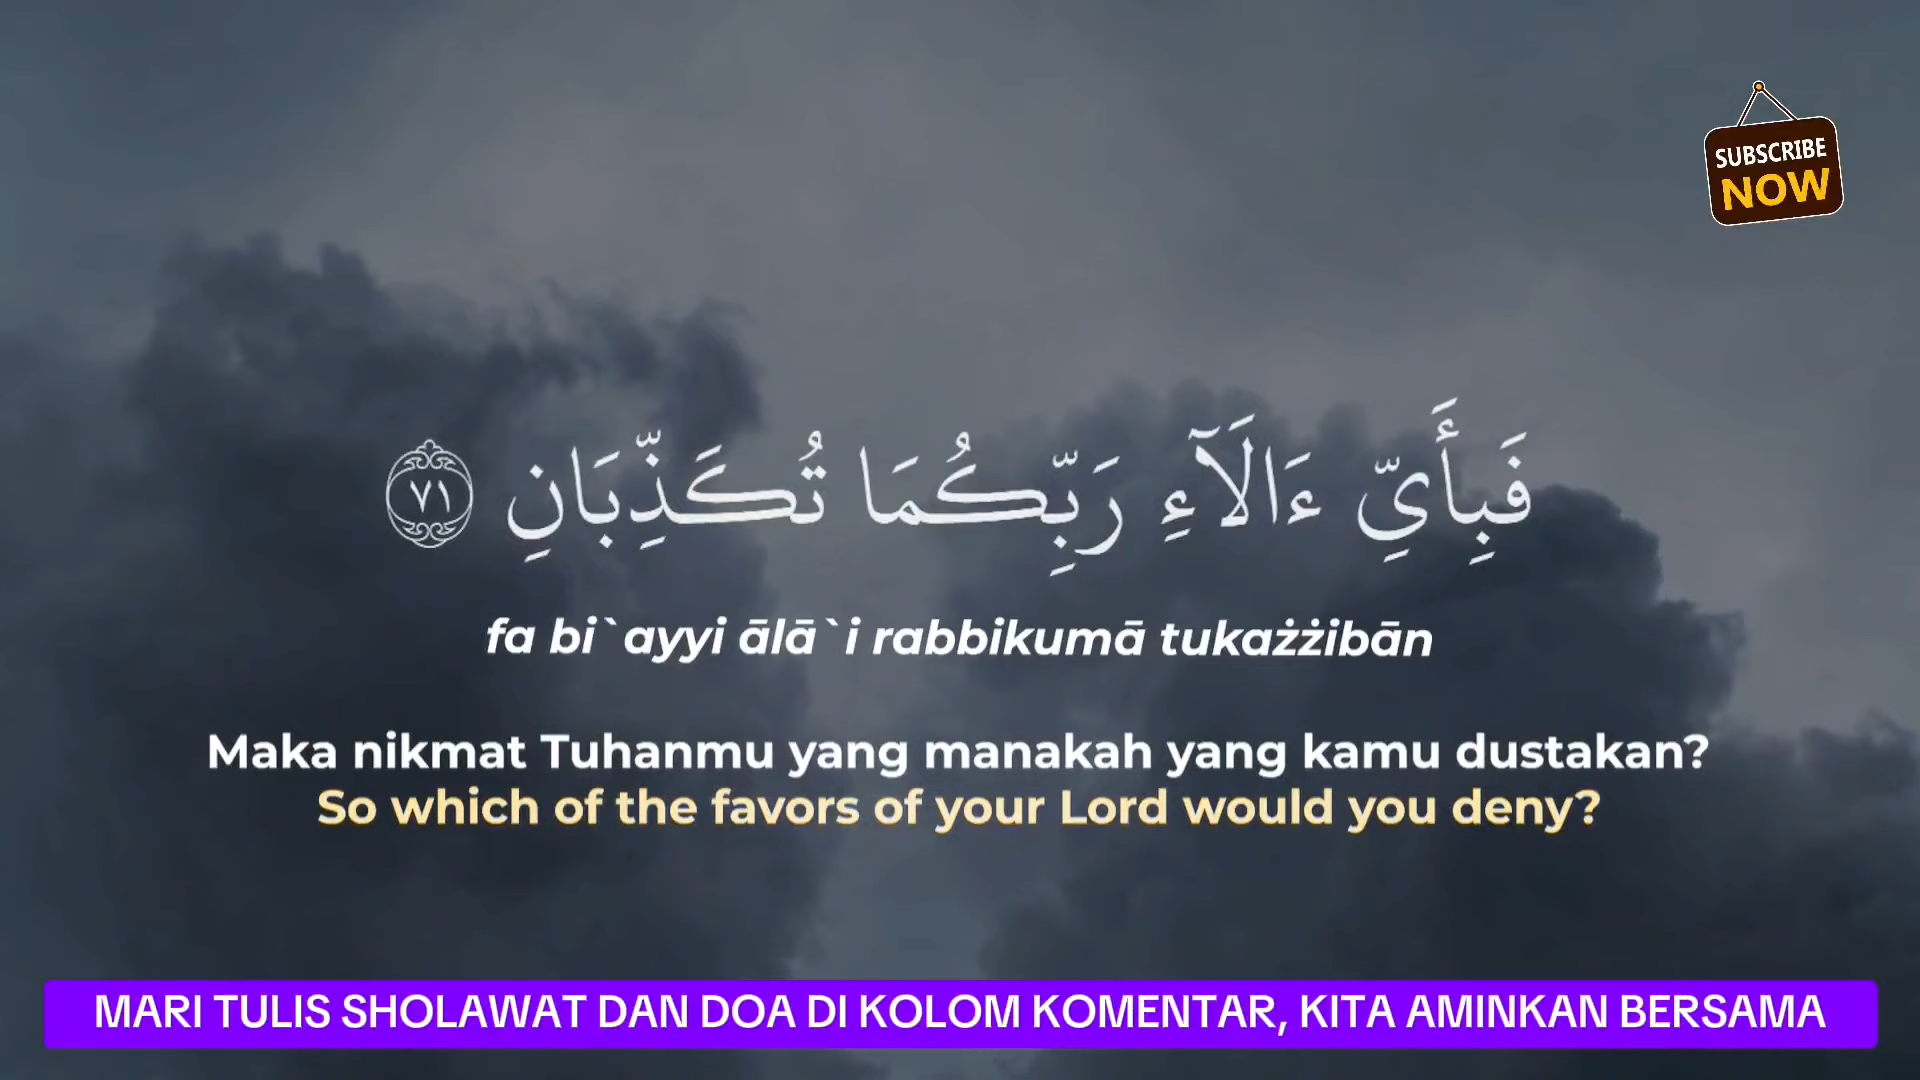 SUBSCRIBE
NOW
فَبِأَيِّ ءَالَآءِ رَبِّكُمَا تُكَذِّبَانِ ٧١
fa bi`ayyi ālā`i rabbikumā tukażżibān
Maka nikmat Tuhanmu yang manakah yang kamu dustakan?
So which of the favors of your Lord would you deny?
MARI TULIS SHOLAWAT DAN DOA DI KOLOM KOMENTAR, KITA AMINKAN BERSAMA